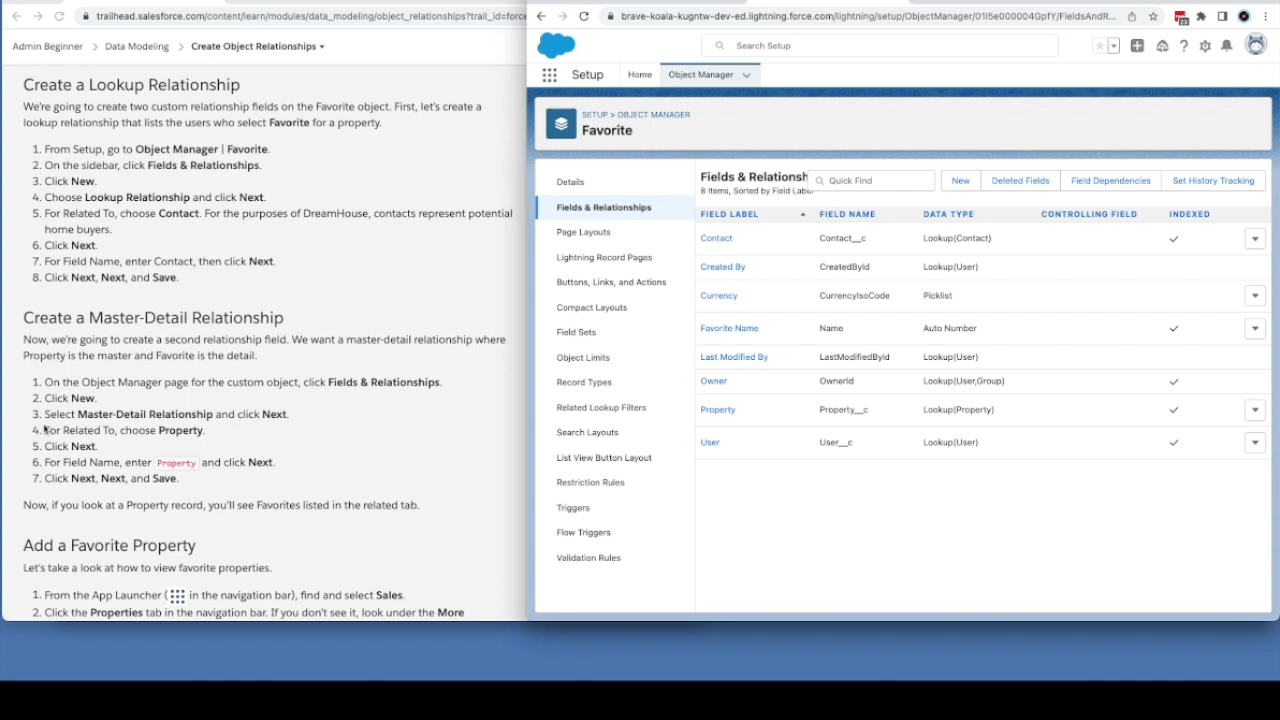 trailhead.salesforce.com/content/learn/modules/data_modeling/object_relationships?trail_id=force
Admin Beginner > Data Modeling > Create Object Relationships
Create a Lookup Relationship
We're going to create two custom relationship fields on the Favorite object. First, let's create a
lookup relationship that lists the users who select Favorite for a property.
1. From Setup, go to Object Manager | Favorite.
2. On the sidebar, click Fields & Relationships.
3. Click New.
4. Choose Lookup Relationship and click Next.
5. For Related To, choose Contact. For the purposes of DreamHouse, contacts represent potential
home buyers.
6. Click Next.
7. For Field Name, enter Contact, then click Next.
8. Click Next, Next, and Save.
Create a Master-Detail Relationship
Now, we're going to create a second relationship field. We want a master-detail relationship where
Property is the master and Favorite is the detail.
1. On the Object Manager page for the custom object, click Fields & Relationships.
2. Click New.
3. Select Master-Detail Relationship and click Next.
4. For Related To, choose Property.
5. Click Next.
6. For Field Name, enter Property and click Next.
7. Click Next, Next, and Save.
Now, if you look at a Property record, you'll see Favorites listed in the related tab.
Add a Favorite Property
Let's take a look at how to view favorite properties.
1. From the App Launcher ( in the navigation bar), find and select Sales.
2. Click the Properties tab in the navigation bar. If you don't see it, look under the More
brave-koala-kugntw-dev-ed.lightning.force.com/lightning/setup/ObjectManager/01I5e000004GpfY/FieldsAndR...
Search Setup
Setup Home Object Manager
SETUP > OBJECT MANAGER
Favorite
Details
Fields & Relationships
Page Layouts
Lightning Record Pages
Buttons, Links, and Actions
Compact Layouts
Field Sets
Object Limits
Record Types
Related Lookup Filters
Search Layouts
List View Button Layout
Restriction Rules
Triggers
Flow Triggers
Validation Rules
Fields & Relationsh Quick Find New Deleted Fields Field Dependencies Set History Tracking
8 Items, Sorted by Field Label
FIELD LABEL FIELD NAME DATA TYPE CONTROLLING FIELD INDEXED
Contact Contact__c Lookup(Contact)
Created By CreatedById Lookup(User)
Currency CurrencyIsoCode Picklist
Favorite Name Name Auto Number
Last Modified By LastModifiedById Lookup(User)
Owner OwnerId Lookup(User,Group)
Property Property__c Lookup(Property)
User User__c Lookup(User)